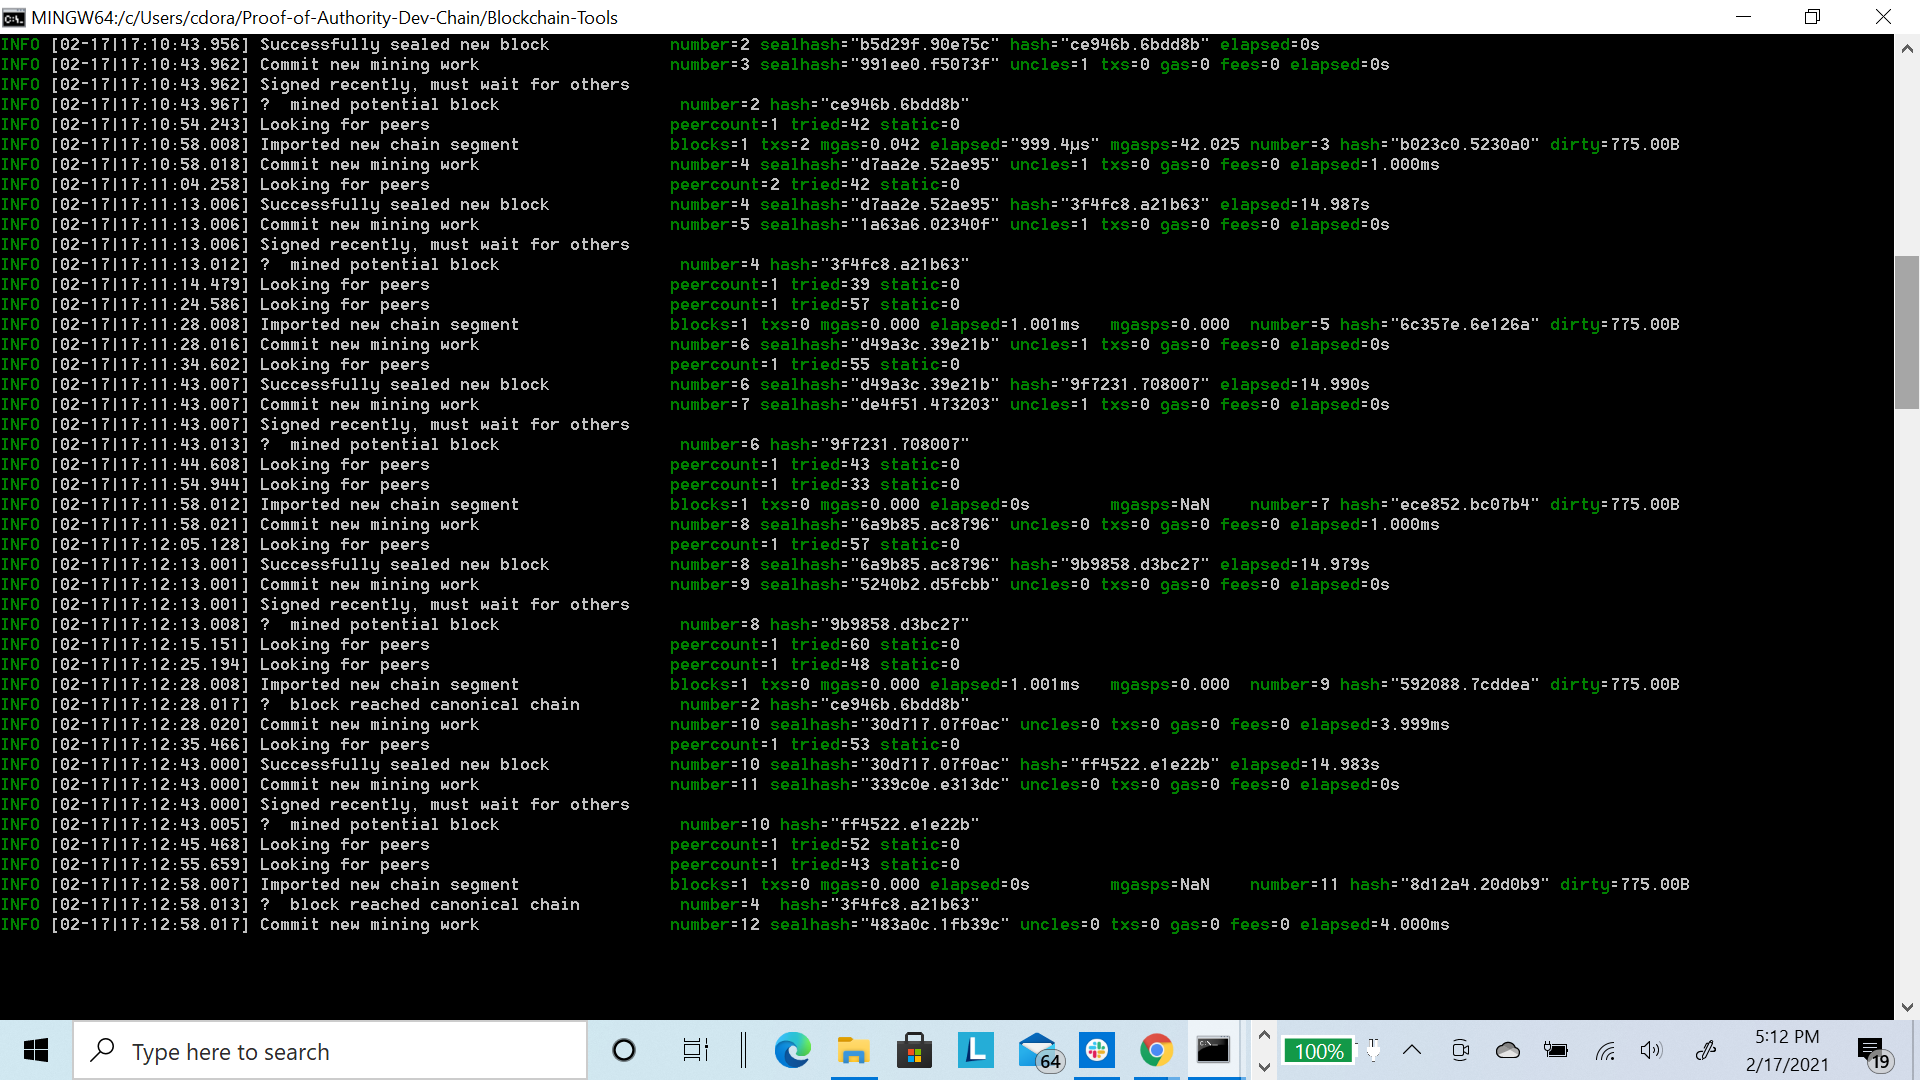 MINGW64:/c/Users/cdora/Proof-of-Authority-Dev-Chain/Blockchain-Tools
INFO [02-17|17:10:43.956] Successfully sealed new block number=2 sealhash="b5d29f.90e75c" hash="ce946b.6bdd8b" elapsed=0s
INFO [02-17|17:10:43.962] Commit new mining work number=3 sealhash="991ee0.f5073f" uncles=1 txs=0 gas=0 fees=0 elapsed=0s
INFO [02-17|17:10:43.962] Signed recently, must wait for others
INFO [02-17|17:10:43.967] ? mined potential block number=2 hash="ce946b.6bdd8b"
INFO [02-17|17:10:54.243] Looking for peers peercount=1 tried=42 static=0
INFO [02-17|17:10:58.008] Imported new chain segment blocks=1 txs=2 mgas=0.042 elapsed="999.4µs" mgasps=42.025 number=3 hash="b023c0.5230a0" dirty=775.00B
INFO [02-17|17:10:58.018] Commit new mining work number=4 sealhash="d7aa2e.52ae95" uncles=1 txs=0 gas=0 fees=0 elapsed=1.000ms
INFO [02-17|17:11:04.258] Looking for peers peercount=2 tried=42 static=0
INFO [02-17|17:11:13.006] Successfully sealed new block number=4 sealhash="d7aa2e.52ae95" hash="3f4fc8.a21b63" elapsed=14.987s
INFO [02-17|17:11:13.006] Commit new mining work number=5 sealhash="1a63a6.02340f" uncles=1 txs=0 gas=0 fees=0 elapsed=0s
INFO [02-17|17:11:13.006] Signed recently, must wait for others
INFO [02-17|17:11:13.012] ? mined potential block number=4 hash="3f4fc8.a21b63"
INFO [02-17|17:11:14.479] Looking for peers peercount=1 tried=39 static=0
INFO [02-17|17:11:24.586] Looking for peers peercount=1 tried=57 static=0
INFO [02-17|17:11:28.008] Imported new chain segment blocks=1 txs=0 mgas=0.000 elapsed=1.001ms mgasps=0.000 number=5 hash="6c357e.6e126a" dirty=775.00B
INFO [02-17|17:11:28.016] Commit new mining work number=6 sealhash="d49a3c.39e21b" uncles=1 txs=0 gas=0 fees=0 elapsed=0s
INFO [02-17|17:11:34.602] Looking for peers peercount=1 tried=55 static=0
INFO [02-17|17:11:43.007] Successfully sealed new block number=6 sealhash="d49a3c.39e21b" hash="9f7231.708007" elapsed=14.990s
INFO [02-17|17:11:43.007] Commit new mining work number=7 sealhash="de4f51.473203" uncles=1 txs=0 gas=0 fees=0 elapsed=0s
INFO [02-17|17:11:43.007] Signed recently, must wait for others
INFO [02-17|17:11:43.013] ? mined potential block number=6 hash="9f7231.708007"
INFO [02-17|17:11:44.608] Looking for peers peercount=1 tried=43 static=0
INFO [02-17|17:11:54.944] Looking for peers peercount=1 tried=33 static=0
INFO [02-17|17:11:58.012] Imported new chain segment blocks=1 txs=0 mgas=0.000 elapsed=0s mgasps=NaN number=7 hash="ece852.bc07b4" dirty=775.00B
INFO [02-17|17:11:58.021] Commit new mining work number=8 sealhash="6a9b85.ac8796" uncles=0 txs=0 gas=0 fees=0 elapsed=1.000ms
INFO [02-17|17:12:05.128] Looking for peers peercount=1 tried=57 static=0
INFO [02-17|17:12:13.001] Successfully sealed new block number=8 sealhash="6a9b85.ac8796" hash="9b9858.d3bc27" elapsed=14.979s
INFO [02-17|17:12:13.001] Commit new mining work number=9 sealhash="5240b2.d5fcbb" uncles=0 txs=0 gas=0 fees=0 elapsed=0s
INFO [02-17|17:12:13.001] Signed recently, must wait for others
INFO [02-17|17:12:13.008] ? mined potential block number=8 hash="9b9858.d3bc27"
INFO [02-17|17:12:15.151] Looking for peers peercount=1 tried=60 static=0
INFO [02-17|17:12:25.194] Looking for peers peercount=1 tried=48 static=0
INFO [02-17|17:12:28.008] Imported new chain segment blocks=1 txs=0 mgas=0.000 elapsed=1.001ms mgasps=0.000 number=9 hash="592088.7cddea" dirty=775.00B
INFO [02-17|17:12:28.017] ? block reached canonical chain number=2 hash="ce946b.6bdd8b"
INFO [02-17|17:12:28.020] Commit new mining work number=10 sealhash="30d717.07f0ac" uncles=0 txs=0 gas=0 fees=0 elapsed=3.999ms
INFO [02-17|17:12:35.466] Looking for peers peercount=1 tried=53 static=0
INFO [02-17|17:12:43.000] Successfully sealed new block number=10 sealhash="30d717.07f0ac" hash="ff4522.e1e22b" elapsed=14.983s
INFO [02-17|17:12:43.000] Commit new mining work number=11 sealhash="339c0e.e313dc" uncles=0 txs=0 gas=0 fees=0 elapsed=0s
INFO [02-17|17:12:43.000] Signed recently, must wait for others
INFO [02-17|17:12:43.005] ? mined potential block number=10 hash="ff4522.e1e22b"
INFO [02-17|17:12:45.468] Looking for peers peercount=1 tried=52 static=0
INFO [02-17|17:12:55.659] Looking for peers peercount=1 tried=43 static=0
INFO [02-17|17:12:58.007] Imported new chain segment blocks=1 txs=0 mgas=0.000 elapsed=0s mgasps=NaN number=11 hash="8d12a4.20d0b9" dirty=775.00B
INFO [02-17|17:12:58.013] ? block reached canonical chain number=4 hash="3f4fc8.a21b63"
INFO [02-17|17:12:58.017] Commit new mining work number=12 sealhash="483a0c.1fb39c" uncles=0 txs=0 gas=0 fees=0 elapsed=4.000ms
Type here to search
L
64
100%
5:12 PM
2/17/2021
19